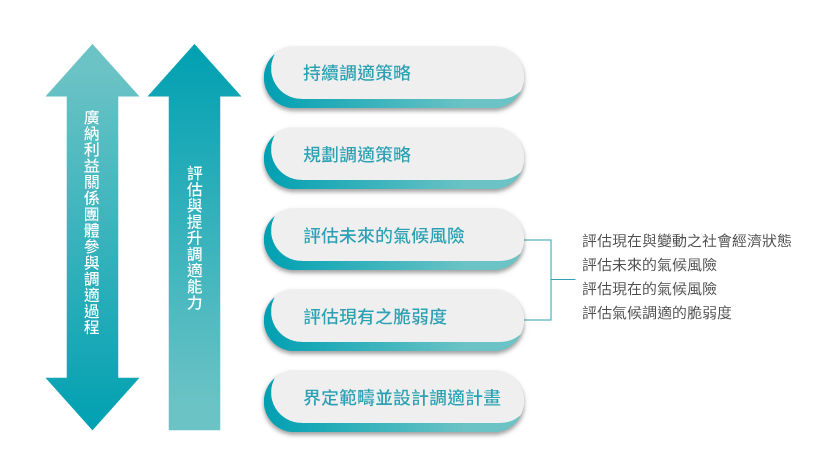 廣納利益關係團體參與調適過程
評估與提升調適能力
持續調適策略
規劃調適策略
評估未來的氣候風險
評估現有之脆弱度
界定範疇並設計調適計畫
評估現在與變動之社會經濟狀態
評估未來的氣候風險
評估現在的氣候風險
評估氣候調適的脆弱度